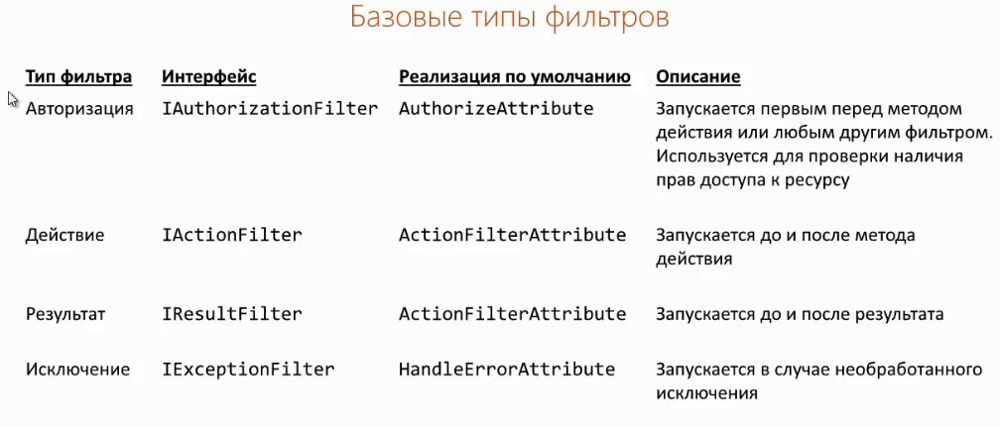 Базовые типы фильтров
Тип фильтра Интерфейс Реализация по умолчанию Описание
Авторизация IAuthorizationFilter AuthorizeAttribute Запускается первым перед методом
действия или любым другим фильтром.
Используется для проверки наличия
прав доступа к ресурсу
Действие IActionFilter ActionFilterAttribute Запускается до и после метода
действия
Результат IResultFilter ActionFilterAttribute Запускается до и после результата
Исключение IExceptionFilter HandleErrorAttribute Запускается в случае необработанного
исключения